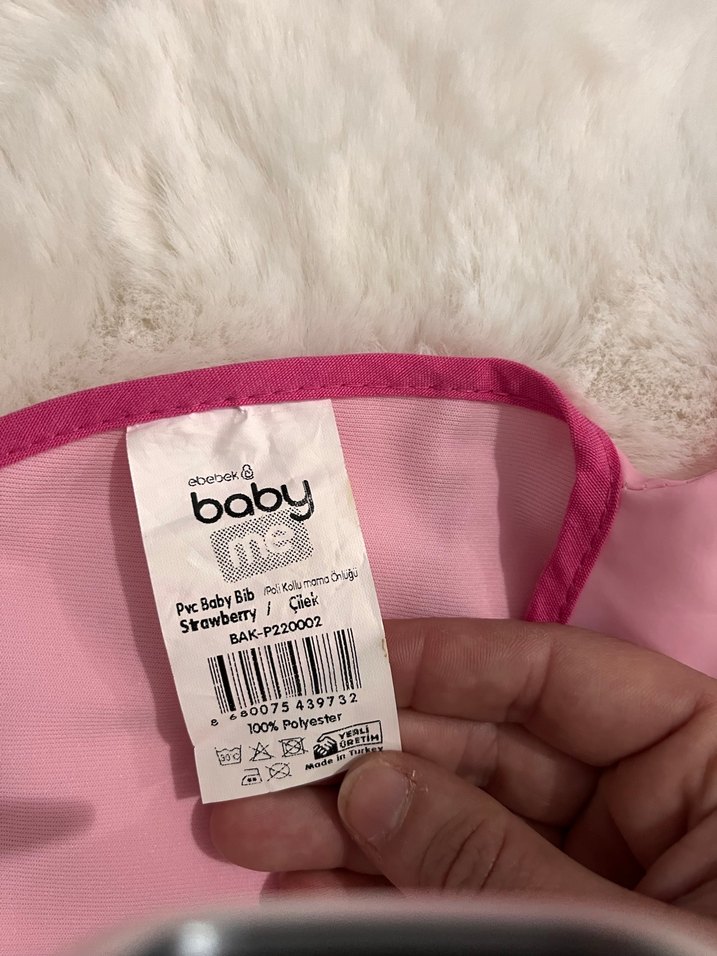 ebebek
baby
me
Pvc Baby Bib /Poli Kollu mama Önlüğü
Strawberry / Çilek
BAK-P220002
8 680075 439732
100% Polyester
30°C
YERLİ
ÜRETİM
Made in Turkey